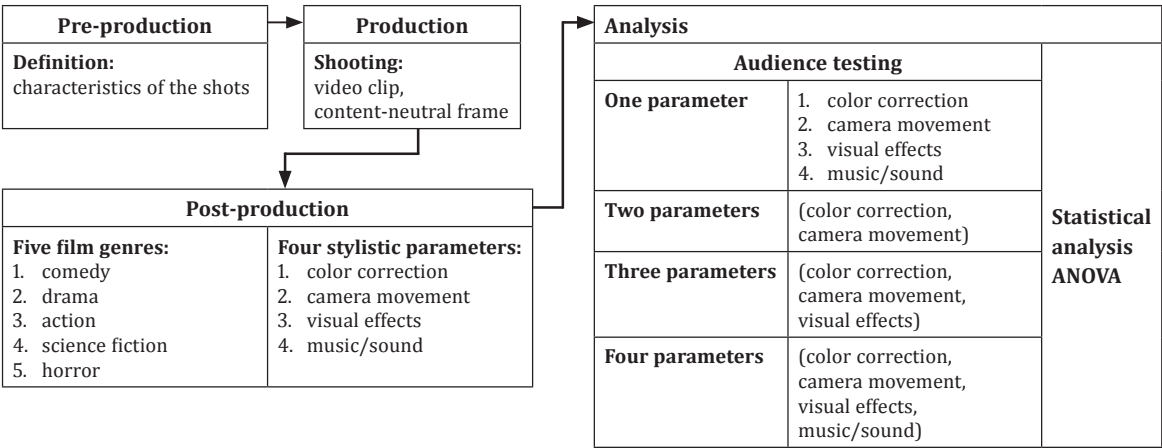 Pre-production
Definition:
characteristics of the shots
Production
Shooting:
video clip,
content-neutral frame
Post-production
Five film genres:
1. comedy
2. drama
3. action
4. science fiction
5. horror
Four stylistic parameters:
1. color correction
2. camera movement
3. visual effects
4. music/sound
Analysis
Audience testing
One parameter
1. color correction
2. camera movement
3. visual effects
4. music/sound
Two parameters
(color correction,
camera movement)
Three parameters
(color correction,
camera movement,
visual effects)
Four parameters
(color correction,
camera movement,
visual effects,
music/sound)
Statistical
analysis
ANOVA